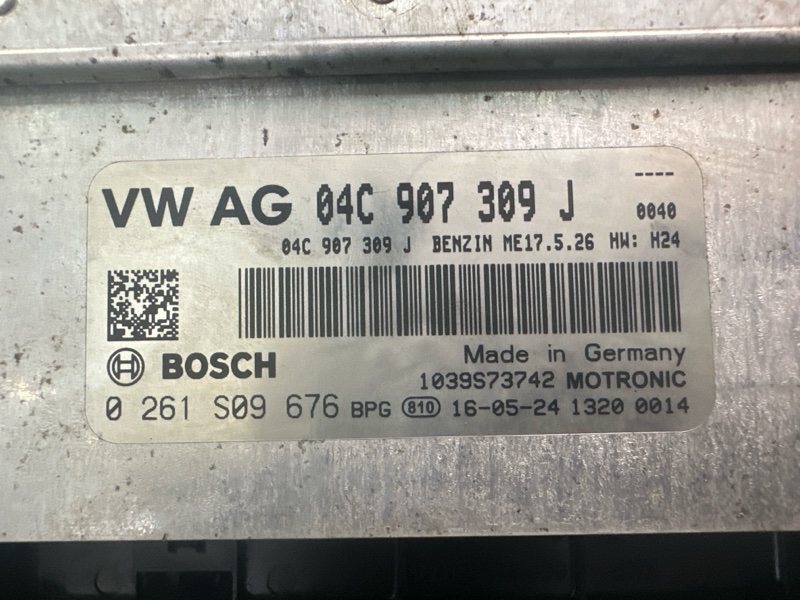 ----
VW AG 04C 907 309 J 0040
04C 907 309 J BENZIN ME17.5.26 HW: H24
BOSCH Made in Germany
1039S73742 MOTRONIC
0 261 S09 676 BPG 810 16-05-24 1320 0014